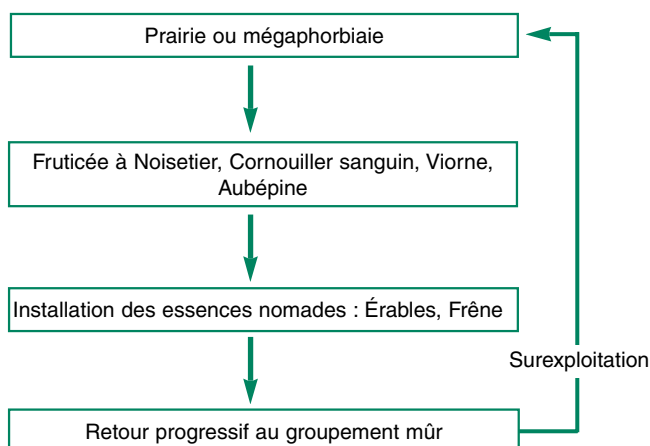 Prairie ou mégaphorbiaie
Fruticée à Noisetier, Cornouiller sanguin, Viorne,
Aubépine
Installation des essences nomades : Érables, Frêne
Surexploitation
Retour progressif au groupement mûr